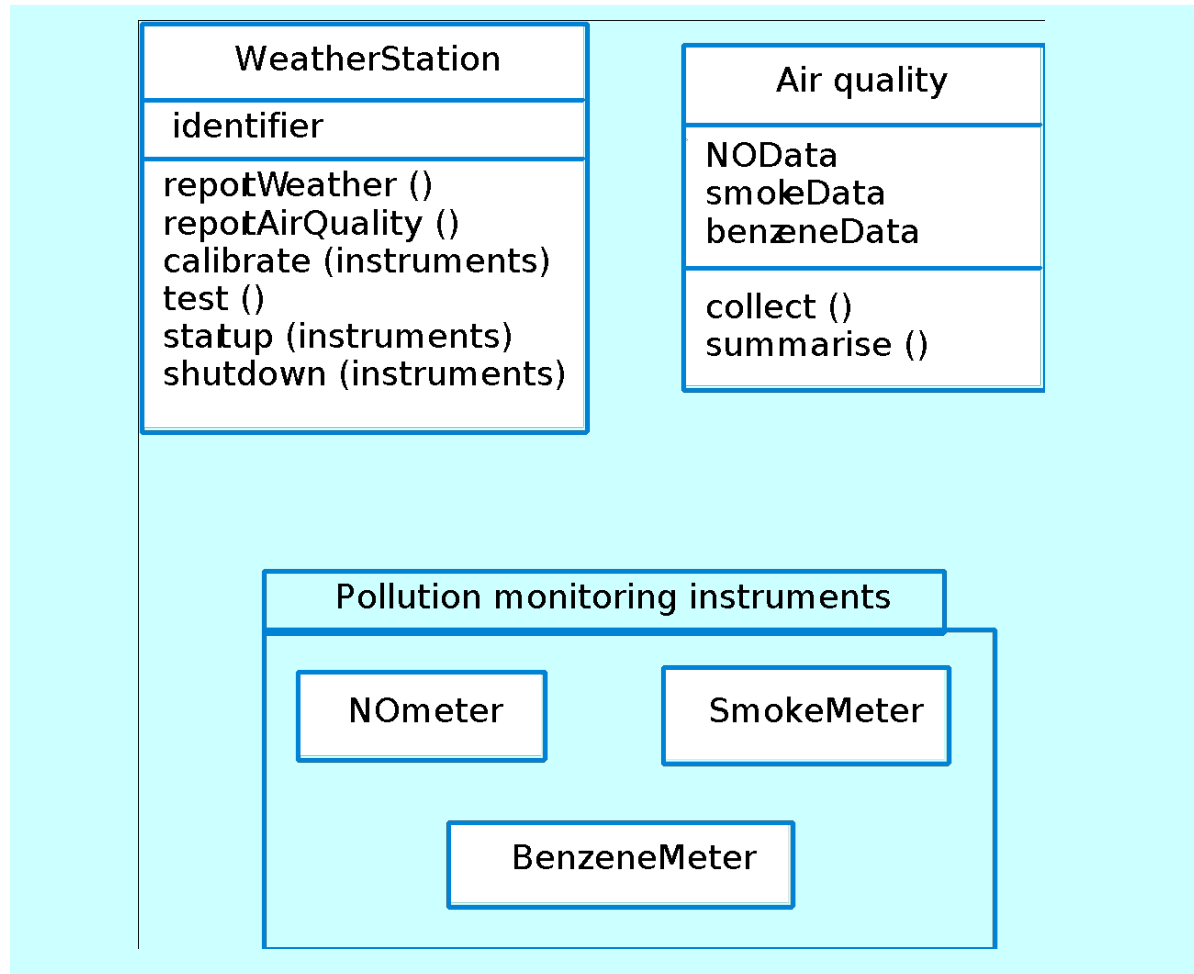 WeatherStation
identifier
reportWeather ()
reportAirQuality ()
calibrate (instruments)
test ()
startup (instruments)
shutdown (instruments)
Air quality
NOData
smokeData
benzeneData
collect ()
summarise ()
Pollution monitoring instruments
NOmeter
SmokeMeter
BenzeneMeter